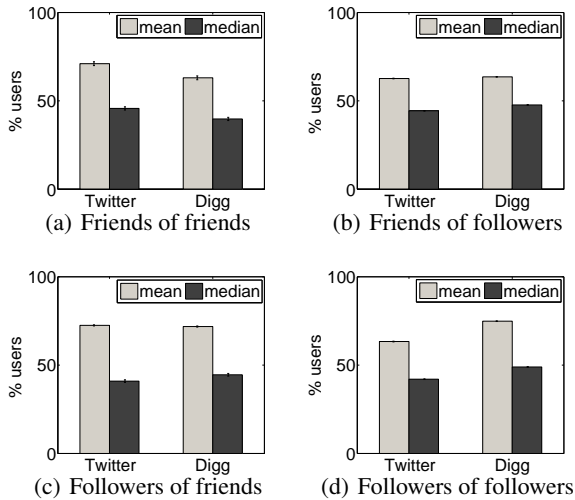 100
mean median
% users
50
0
Twitter Digg
(a) Friends of friends
100
mean median
% users
50
0
Twitter Digg
(b) Friends of followers
100
mean median
% users
50
0
Twitter Digg
(c) Followers of friends
100
mean median
% users
50
0
Twitter Digg
(d) Followers of followers